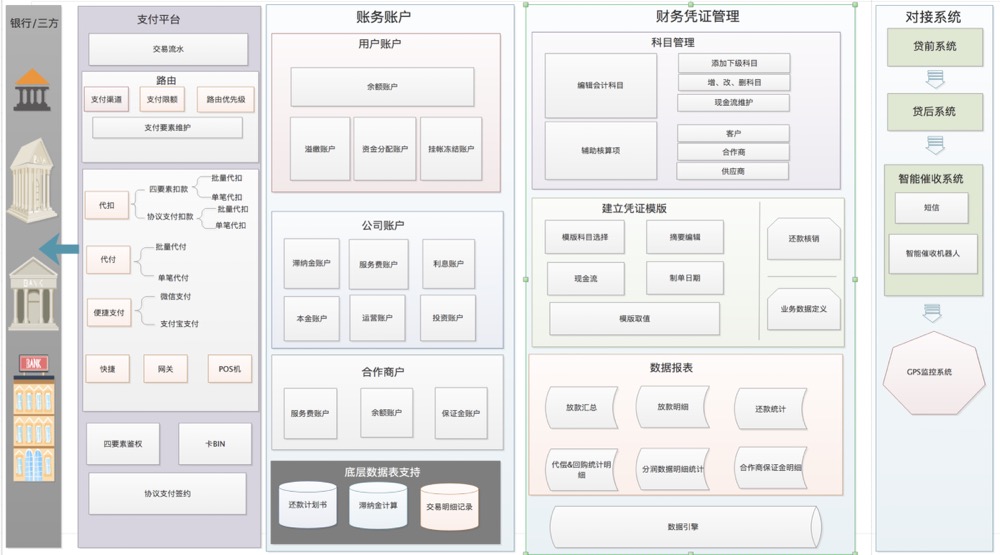 银行/三方
BANK
BANK
支付平台
交易流水
路由
支付渠道
支付限额
路由优先级
支付要素维护
代扣
四要素扣款
批量代扣
单笔代扣
协议支付扣款
批量代扣
单笔代扣
代付
批量代付
单笔代付
便捷支付
微信支付
支付宝支付
快捷
网关
POS机
四要素鉴权
卡BIN
协议支付签约
账务账户
用户账户
余额账户
溢缴账户
资金分配账户
挂帐冻结账户
公司账户
滞纳金账户
服务费账户
利息账户
本金账户
运营账户
投资账户
合作商户
服务费账户
余额账户
保证金账户
底层数据表支持
还款计划书
滞纳金计算
交易明细记录
财务凭证管理
科目管理
编辑会计科目
添加下级科目
增、改、删科目
现金流维护
辅助核算项
客户
合作商
供应商
建立凭证模版
模版科目选择
摘要编辑
现金流
制单日期
模版取值
还款核销
业务数据定义
数据报表
放款汇总
放款明细
还款统计
代偿&回购统计明
细
分润数据明细统计
合作商保证金明细
数据引擎
对接系统
贷前系统
贷后系统
智能催收系统
短信
智能催收机器人
GPS监控系统